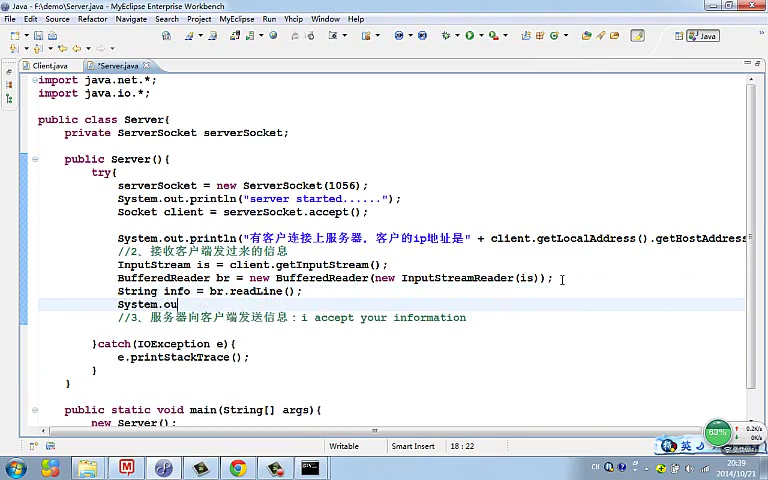 Java - F:\demo\Server.java - MyEclipse Enterprise Workbench
File Edit Source Refactor Navigate Search Project MyEclipse Run Yhcip Window Help
Java
Client.java *Server.java
import java.net.*;
import java.io.*;
public class Server{
private ServerSocket serverSocket;
public Server(){
try{
serverSocket = new ServerSocket(1056);
System.out.println("server started......");
Socket client = serverSocket.accept();
System.out.println("有客户连接上服务器，客户的ip地址是" + client.getLocalAddress().getHostAddress
//2、接收客户端发过来的信息
InputStream is = client.getInputStream();
BufferedReader br = new BufferedReader(new InputStreamReader(is));
String info = br.readLine();
System.ou
//3、服务器向客户端发送信息：i accept your information
}catch(IOException e){
e.printStackTrace();
}
}
public static void main(String[] args){
new Server();
Writable Smart Insert 18 : 22
83% 0.2K/s
0K/s
英
CH
20:39
2014/10/21